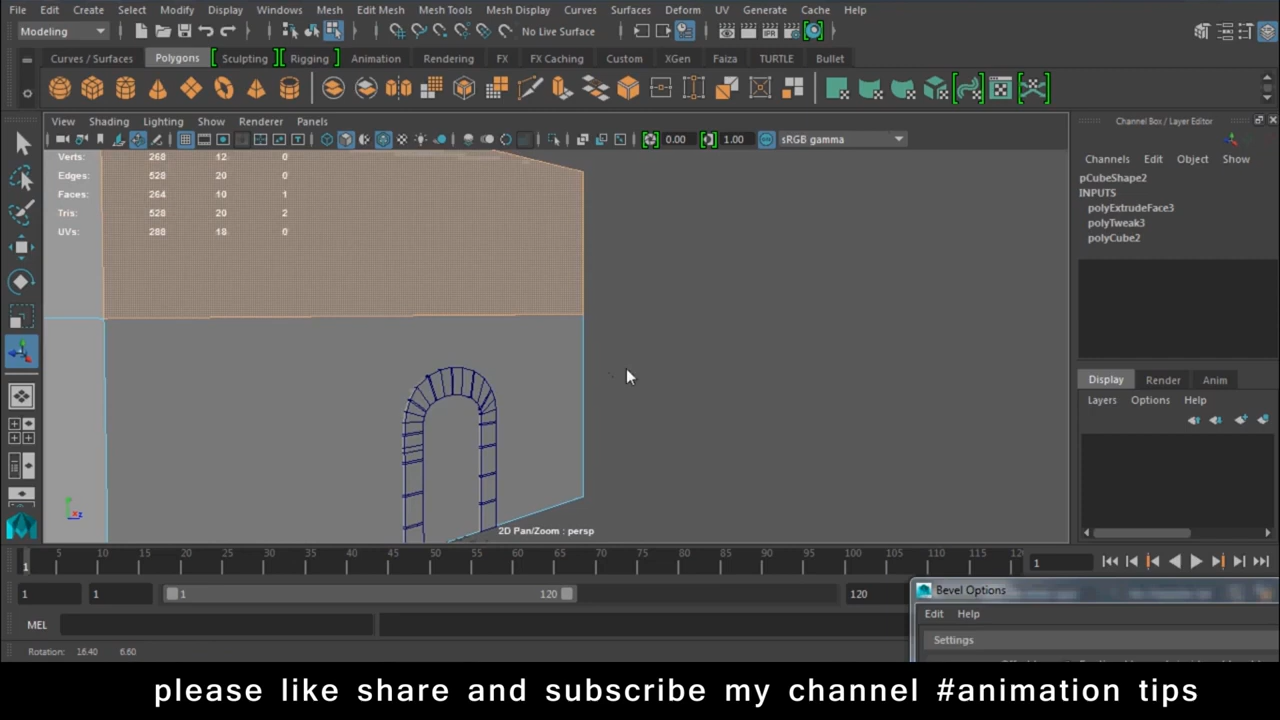 File Edit Create Select Modify Display Windows Mesh Edit Mesh Mesh Tools Mesh Display Curves Surfaces Deform UV Generate Cache Help
Modeling No Live Surface
Curves / Surfaces Polygons Sculpting Rigging Animation Rendering FX FX Caching Custom XGen Faiza TURTLE Bullet
View Shading Lighting Show Renderer Panels
0.00 1.00 sRGB gamma
Channel Box / Layer Editor
Channels Edit Object Show
pCubeShape2
INPUTS
polyExtrudeFace3
polyTweak3
polyCube2
Verts: 268 12 0
Edges: 528 20 0
Faces: 264 10 1
Tris: 528 20 2
UVs: 288 18 0
Display Render Anim
Layers Options Help
2D Pan/Zoom : persp
1 5 10 15 20 25 30 35 40 45 50 55 60 65 70 75 80 85 90 95 100 105 110 115 12
1
1 1 1 120 120
Bevel Options
Edit Help
Settings
MEL
Rotation: 16.40 6.60
please like share and subscribe my channel #animation tips